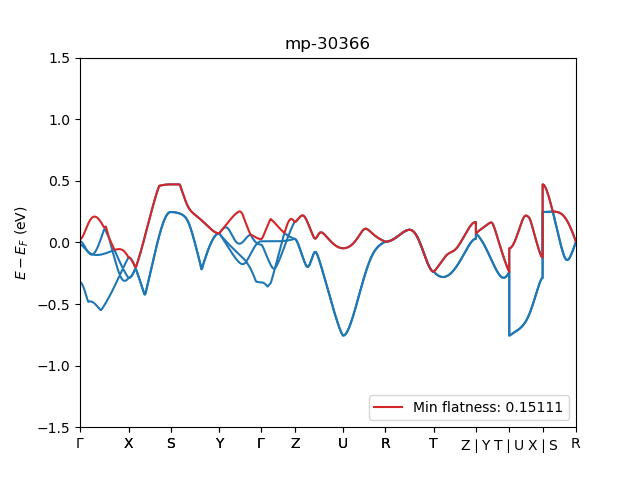 mp-30366
E − E_F (eV)
1.5
1.0
0.5
0.0
−0.5
−1.0
−1.5
Min flatness: 0.15111
Γ X S Y Γ Z U R T Z | Y T | U X | S R